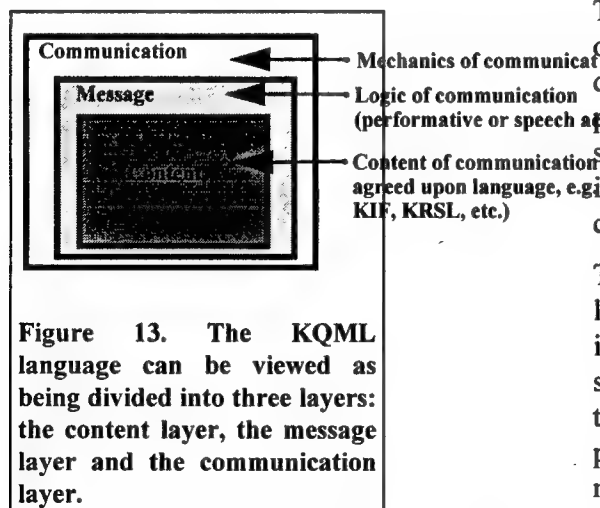 Communication
Mechanics of communicat
Message
Logic of communication
(performative or speech a
Content
Content of communication
agreed upon language, e.g.
KIF, KRSL, etc.)
Figure 13. The KQML
language can be viewed as
being divided into three layers:
the content layer, the message
layer and the communication
layer.